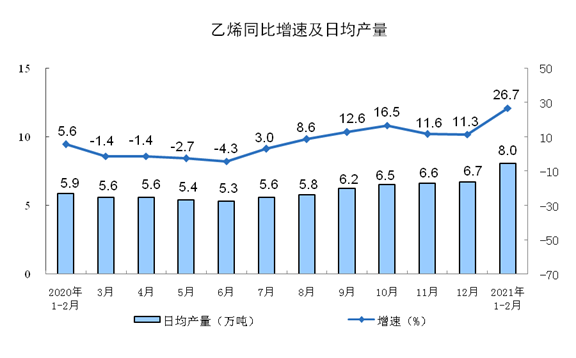 乙烯同比增速及日均产量
15
10
5
0
50
30
10
-10
-30
-50
-70
5.6
-1.4
-1.4
-2.7
-4.3
3.0
8.6
12.6
16.5
11.6
11.3
26.7
5.9
5.6
5.6
5.4
5.3
5.6
5.8
6.2
6.5
6.6
6.7
8.0
2020年
1-2月
3月
4月
5月
6月
7月
8月
9月
10月
11月
12月
2021年
1-2月
日均产量（万吨）
增速（%）